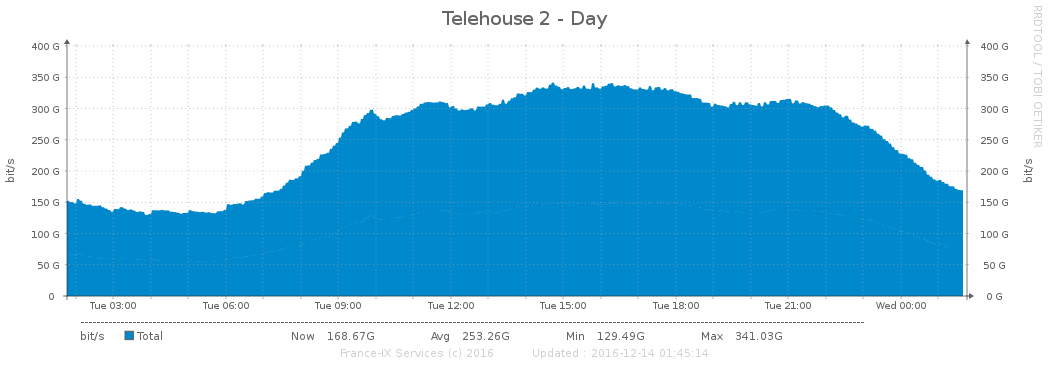 Telehouse 2 - Day
RRDTOOL / TOBI OETIKER
400 G 400 G
350 G 350 G
300 G 300 G
250 G 250 G
200 G 200 G
150 G 150 G
100 G 100 G
50 G 50 G
0 0 G
bit/s bit/s
Tue 03:00 Tue 06:00 Tue 09:00 Tue 12:00 Tue 15:00 Tue 18:00 Tue 21:00 Wed 00:00
bit/s Total Now 168.67G Avg 253.26G Min 129.49G Max 341.03G
France-IX Services (c) 2016 Updated : 2016-12-14 01:45:14